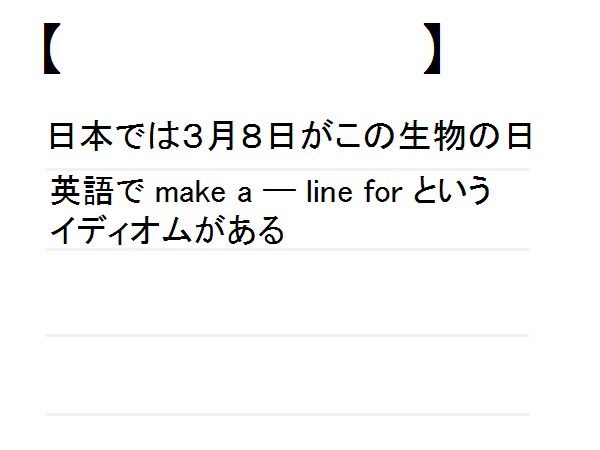 【　　　　　　　　　】
日本では３月８日がこの生物の日
英語で make a ― line for という
イディオムがある